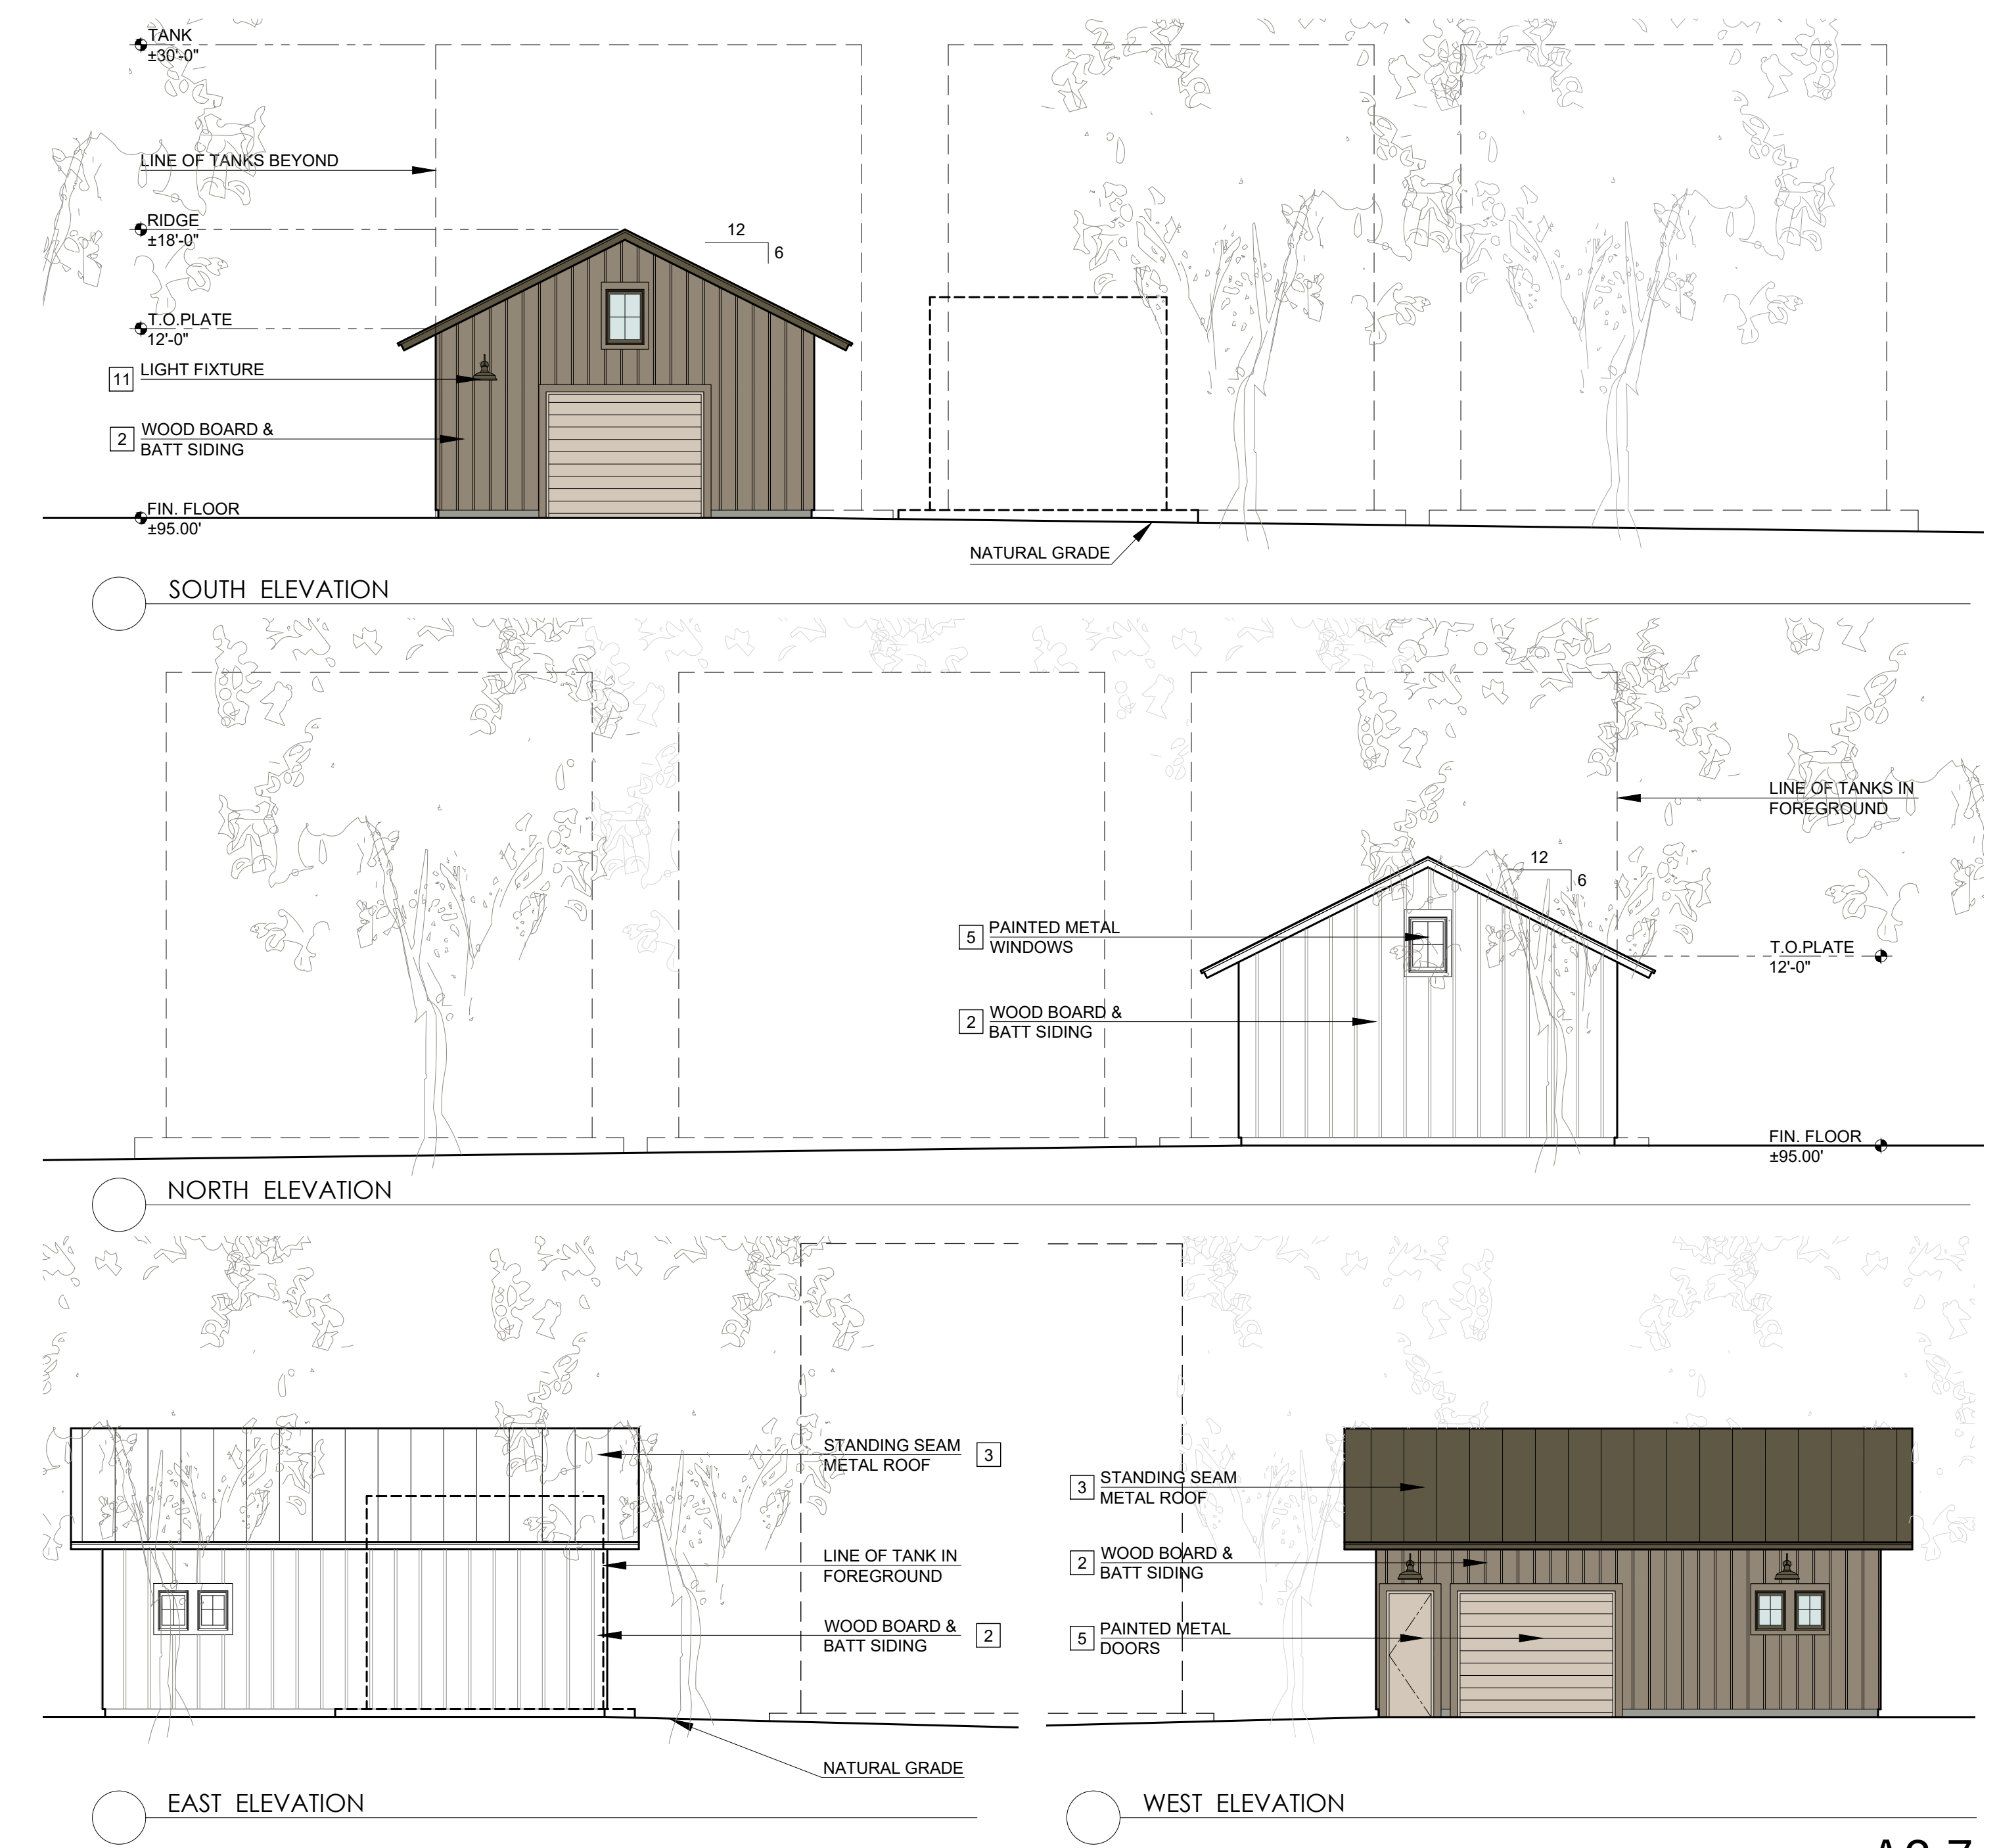 TANK
±30'-0"
LINE OF TANKS BEYOND
RIDGE
±18'-0"
12
6
T.O.PLATE
12'-0"
11 LIGHT FIXTURE
2 WOOD BOARD &
BATT SIDING
FIN. FLOOR
±95.00'
NATURAL GRADE
SOUTH ELEVATION
LINE OF TANKS IN
FOREGROUND
12
6
5 PAINTED METAL
WINDOWS
T.O.PLATE
12'-0"
2 WOOD BOARD &
BATT SIDING
FIN. FLOOR
±95.00'
NORTH ELEVATION
STANDING SEAM 3
METAL ROOF
LINE OF TANK IN
FOREGROUND
WOOD BOARD & 2
BATT SIDING
NATURAL GRADE
EAST ELEVATION
3 STANDING SEAM
METAL ROOF
2 WOOD BOARD &
BATT SIDING
5 PAINTED METAL
DOORS
WEST ELEVATION